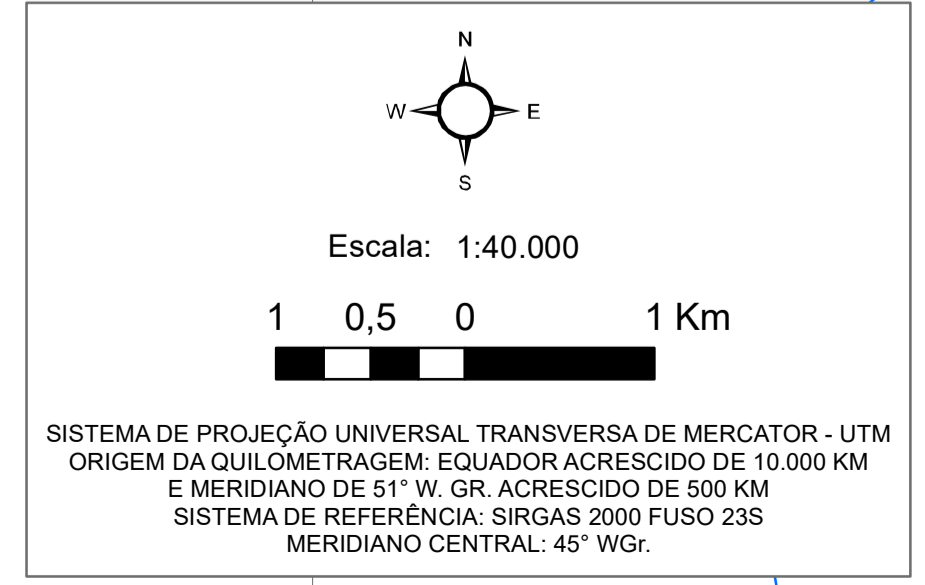 N
W E
S
Escala: 1:40.000
1 0,5 0 1 Km
SISTEMA DE PROJEÇÃO UNIVERSAL TRANSVERSA DE MERCATOR - UTM
ORIGEM DA QUILOMETRAGEM: EQUADOR ACRESCIDO DE 10.000 KM
E MERIDIANO DE 51° W. GR. ACRESCIDO DE 500 KM
SISTEMA DE REFERÊNCIA: SIRGAS 2000 FUSO 23S
MERIDIANO CENTRAL: 45° WGr.